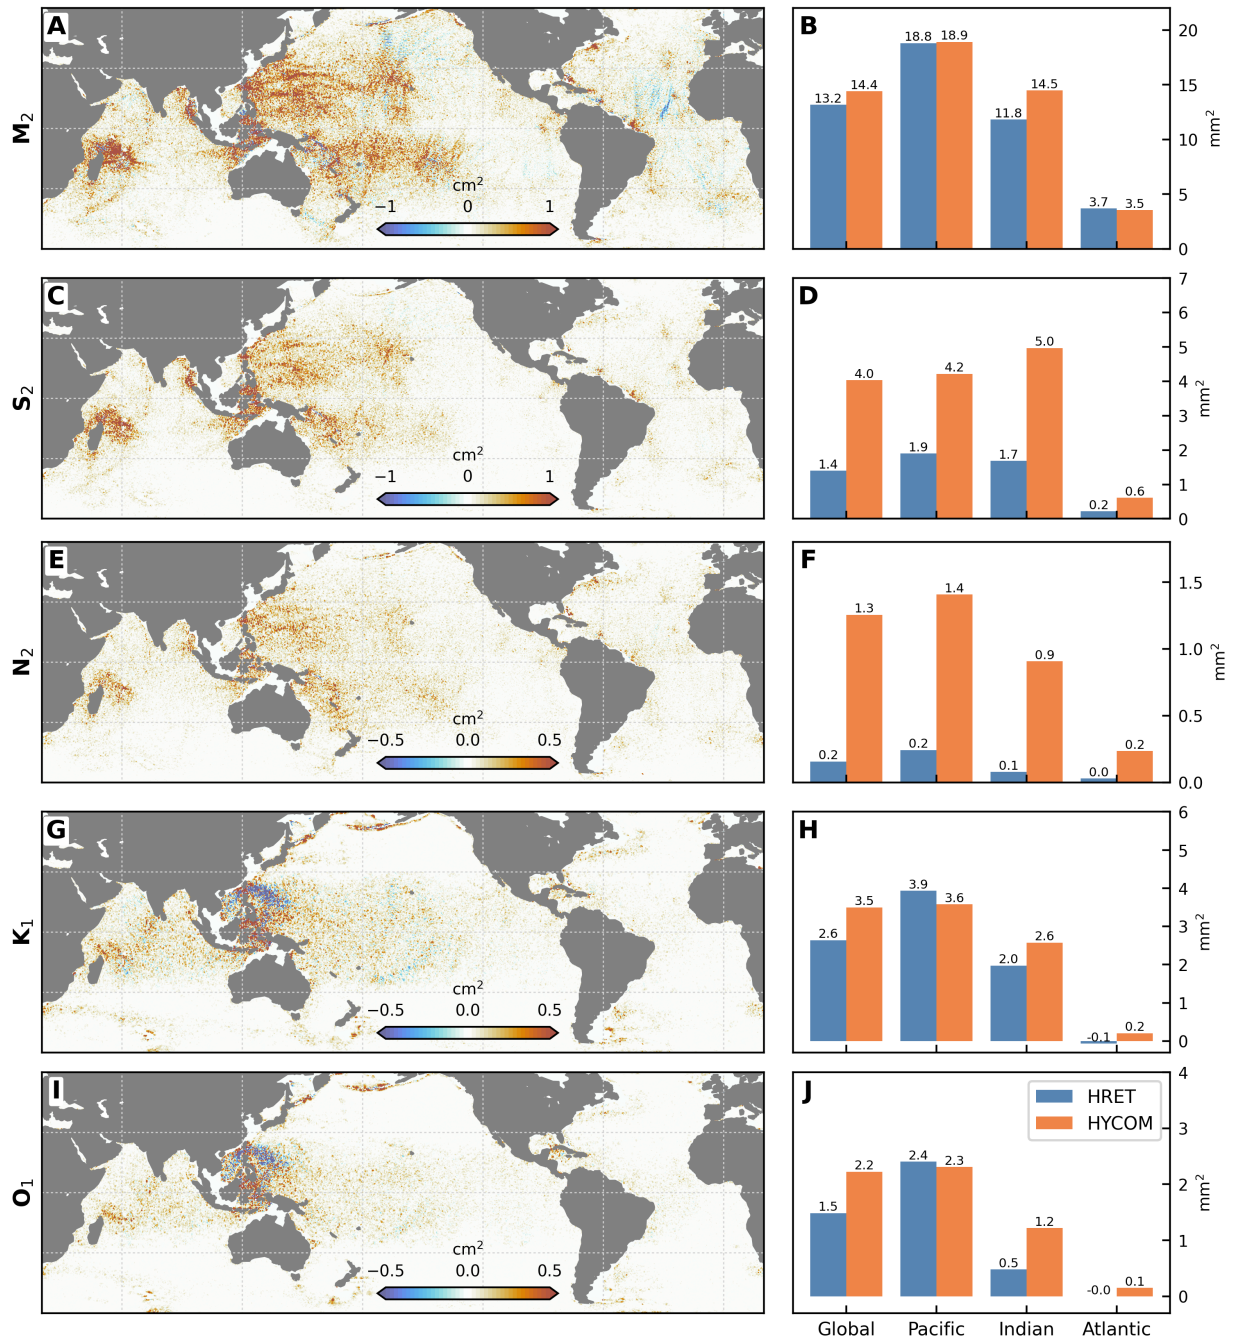 A
M2
cm2
−1 0 1
B
20
15
10
5
0
mm2
13.2 14.4 18.8 18.9 11.8 14.5 3.7 3.5
C
S2
cm2
−1 0 1
D
7
6
5
4
3
2
1
0
mm2
1.4 4.0 1.9 4.2 1.7 5.0 0.2 0.6
E
N2
cm2
−0.5 0.0 0.5
F
1.5
1.0
0.5
0.0
mm2
0.2 1.3 0.2 1.4 0.1 0.9 0.0 0.2
G
K1
cm2
−0.5 0.0 0.5
H
6
5
4
3
2
1
0
mm2
2.6 3.5 3.9 3.6 2.0 2.6 -0.1 0.2
I
O1
cm2
−0.5 0.0 0.5
J
HRET
HYCOM
4
3
2
1
0
mm2
1.5 2.2 2.4 2.3 0.5 1.2 -0.0 0.1
Global Pacific Indian Atlantic